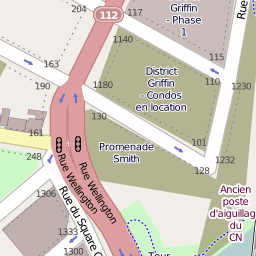 204
117
112
Griffin
- Phase
1
Rue
1140
115
163
110
District
Griffin
- Condos
en location
190
1180
1230
130
161
101
Promenade
Smith
248
128
1232
Rue Wellington
Rue Wellington
1306
1300
Rue du Square G
Ancien
poste
d'aiguillag
du
CN
Tour